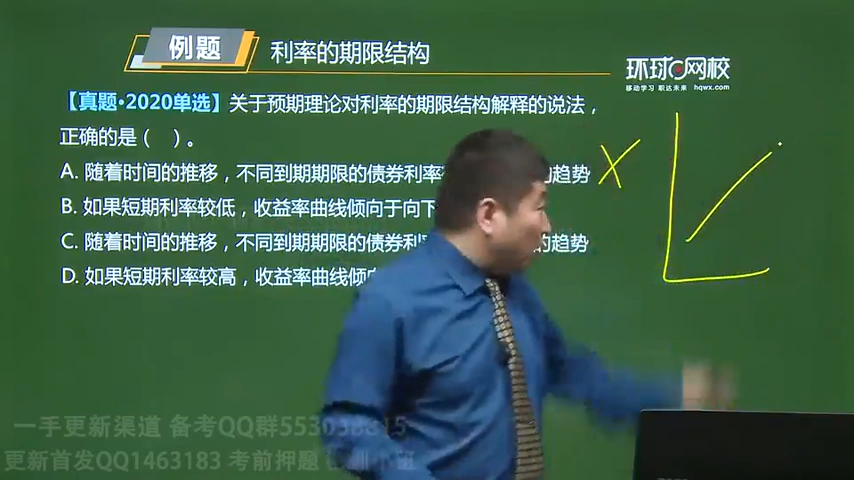 例题
利率的期限结构
环球网校
移动学习 职达未来 hqwx.com
【真题·2020单选】关于预期理论对利率的期限结构解释的说法，
正确的是（ ）。
A. 随着时间的推移，不同到期期限的债券利率 的趋势
B. 如果短期利率较低，收益率曲线倾向于向下
C. 随着时间的推移，不同到期期限的债券利 的趋势
D. 如果短期利率较高，收益率曲线倾
一手更新渠道 备考QQ群
更新首发QQ1463183 考前押题